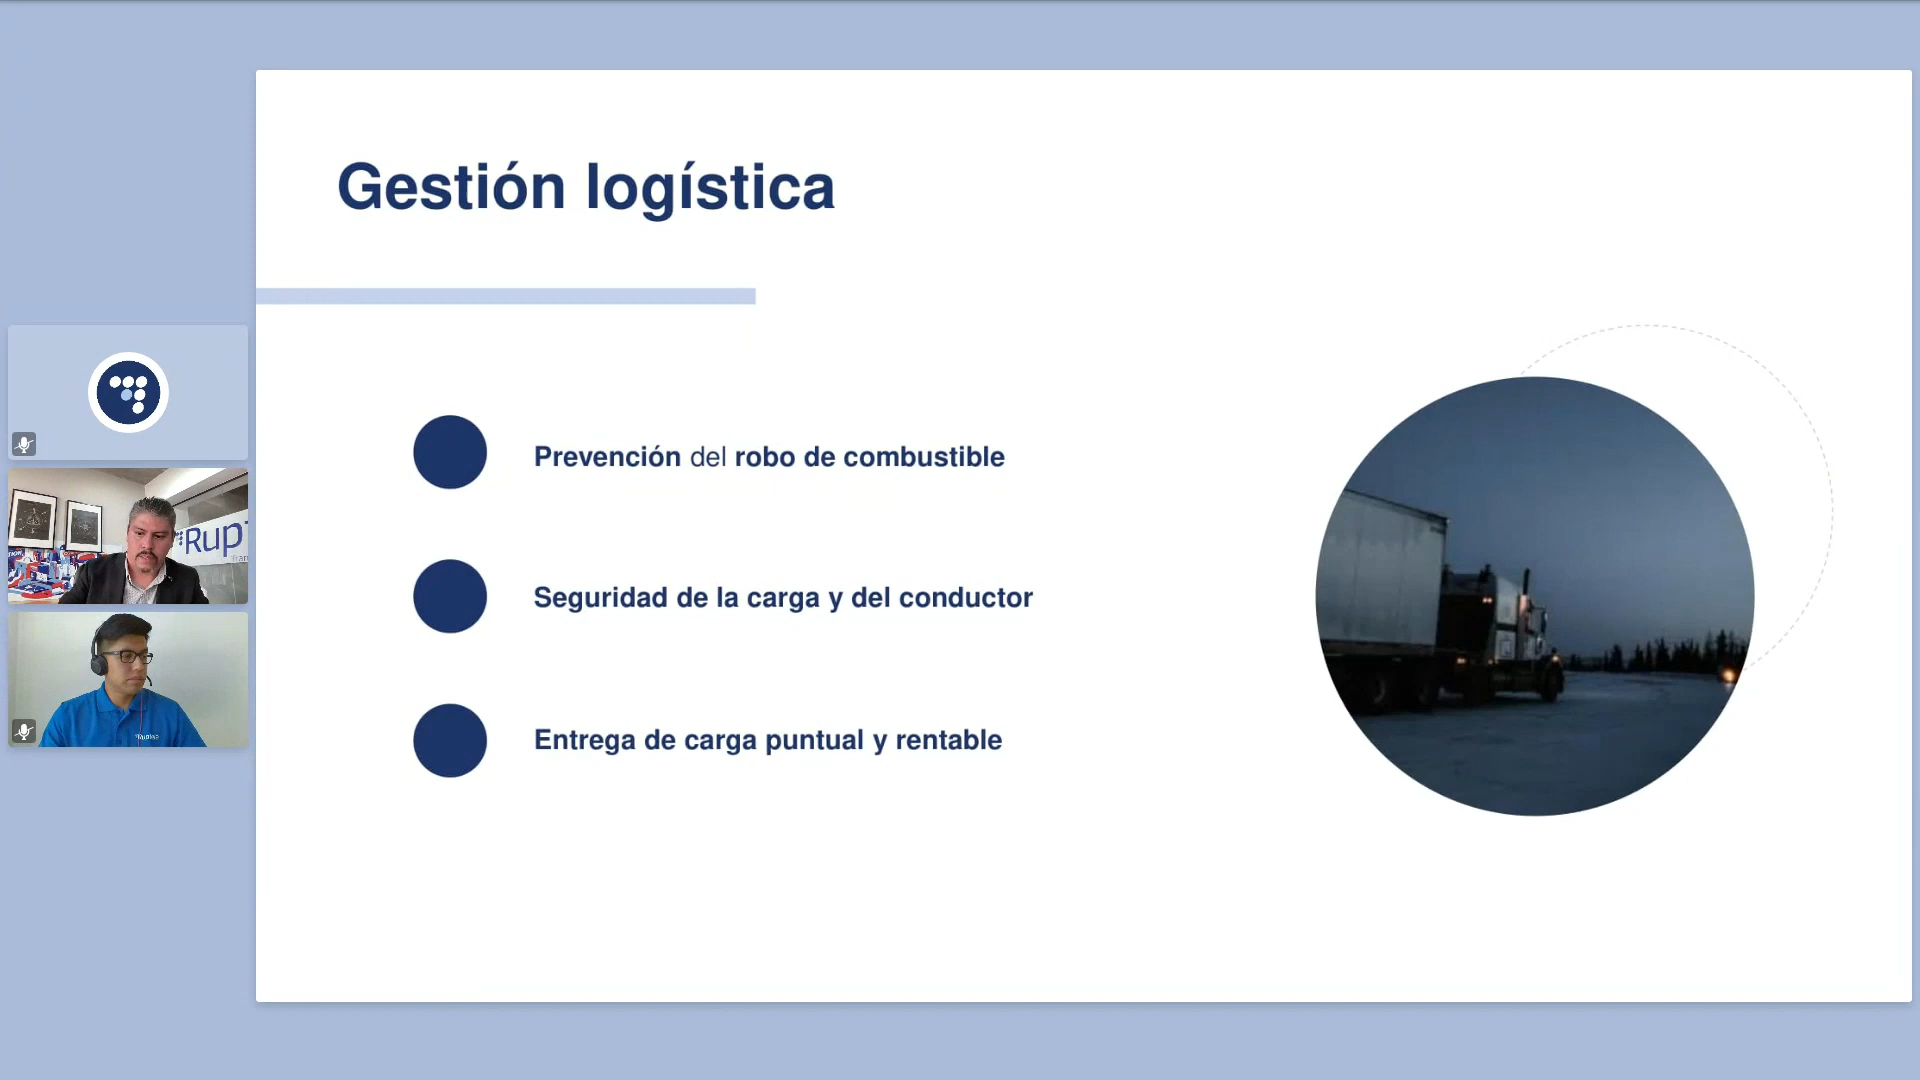 Gestión logística
Prevención del robo de combustible
Seguridad de la carga y del conductor
Entrega de carga puntual y rentable
Rup